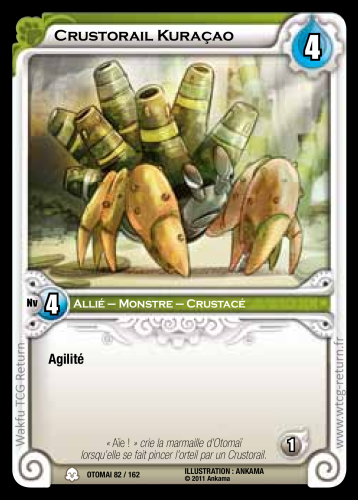 Crustorail Kuraçao
4
Nv 4
Allié – Monstre – Crustacé
Agilité
Wakfu TCG Return
www.wtcg-return.fr
« Aïe ! » crie la marmaille d'Otomaï
lorsqu'elle se fait pincer l'orteil par un Crustorail.
1
OTOMAI 82 / 162
ILLUSTRATION : ANKAMA
© 2011 Ankama